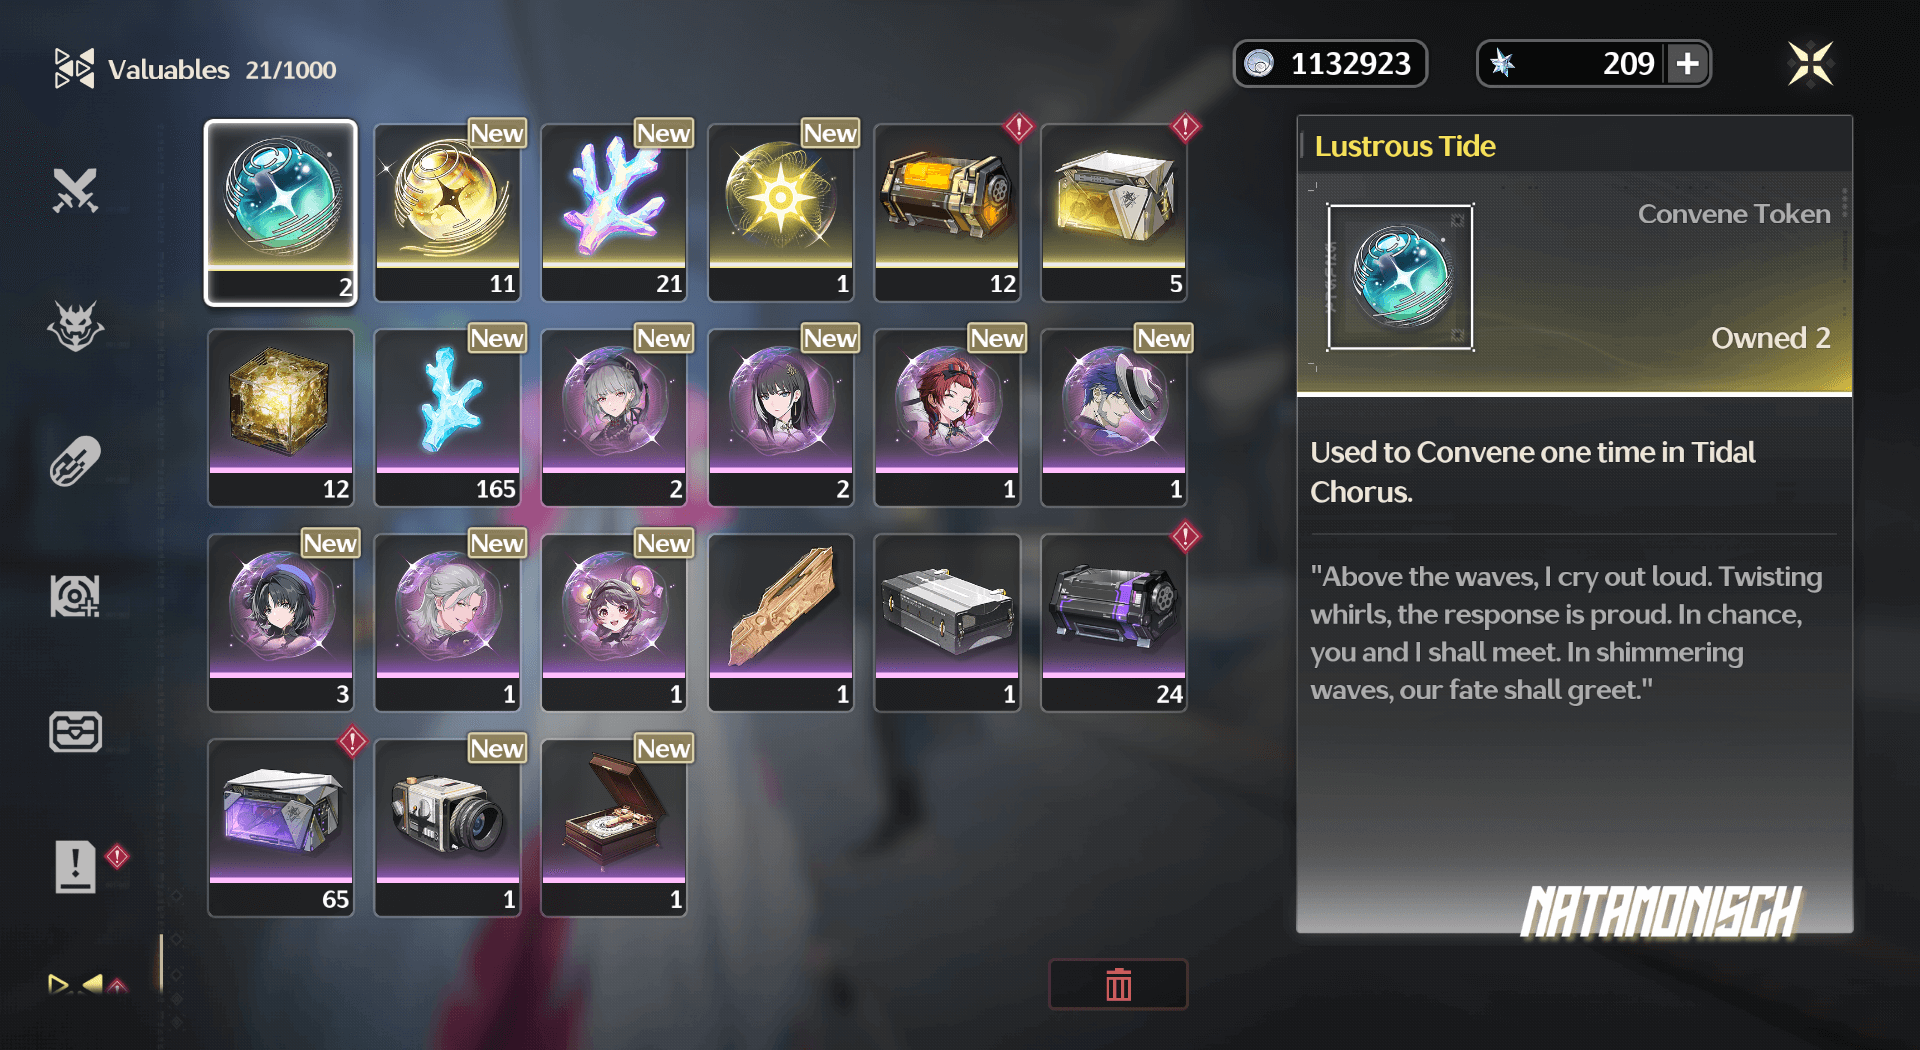 Valuables 21/1000
1132923
209
Lustrous Tide
Convene Token
Owned 2
Used to Convene one time in Tidal
Chorus.
"Above the waves, I cry out loud. Twisting
whirls, the response is proud. In chance,
you and I shall meet. In shimmering
waves, our fate shall greet."
2
New
11
New
21
New
1
12
5
12
New
165
New
2
New
2
New
1
New
1
New
3
New
1
New
1
1
1
24
65
New
1
New
1
NATAMONISCH